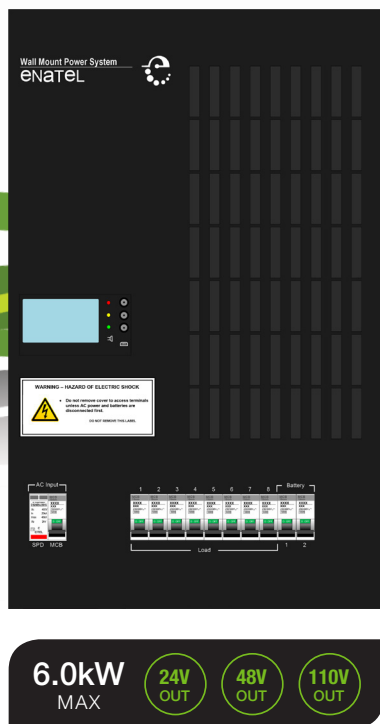 Wall Mount Power System
eNaTeL
WARNING – HAZARD OF ELECTRIC SHOCK
• Do not remove cover to access terminals
unless AC power and batteries are
disconnected first.
DO NOT REMOVE THIS LABEL
AC Input
SPD MCB
1 2 3 4 5 6 7 8 Battery
Load 1 2
6.0kW
MAX
24V
OUT
48V
OUT
110V
OUT